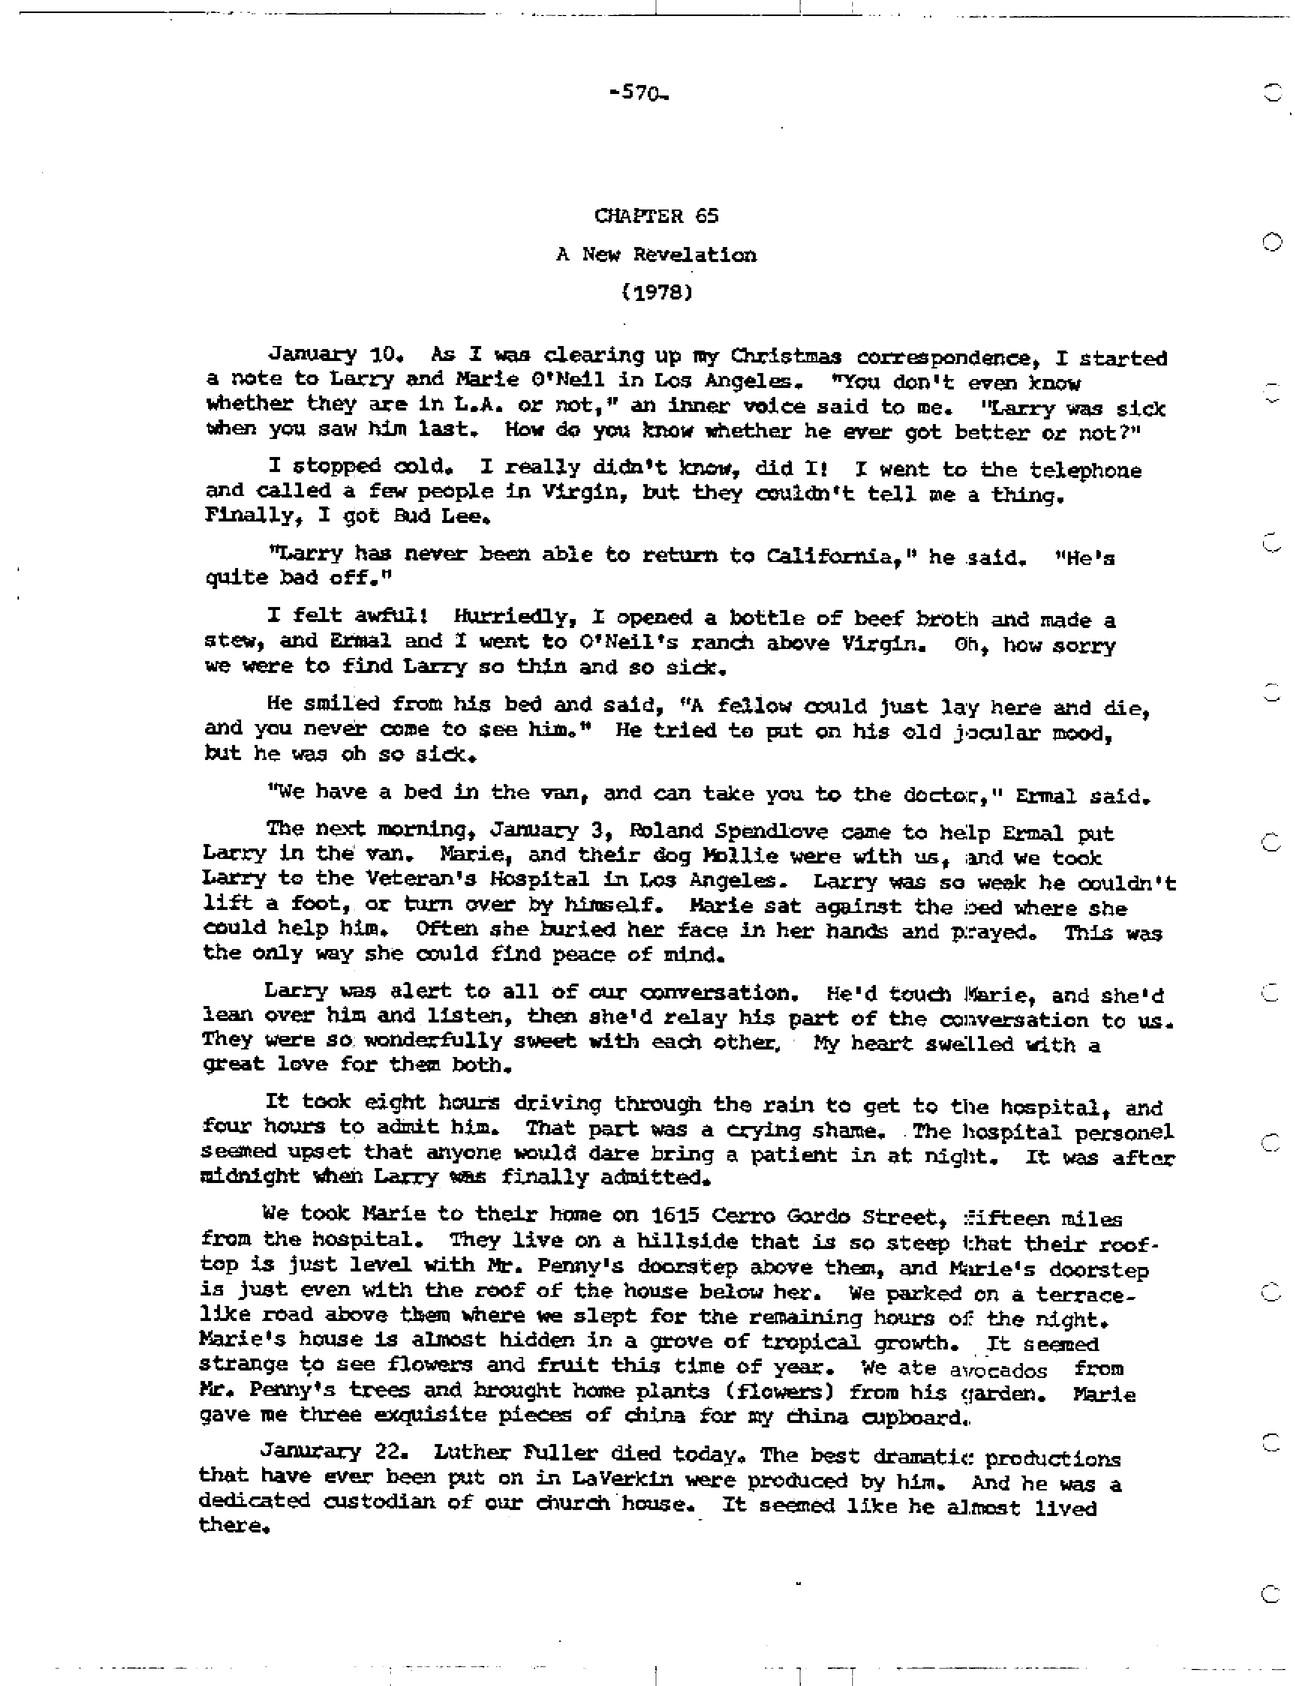 -570-
CHAPTER 65
A New Revelation
(1978)
January 10. As I was clearing up my Christmas correspondence, I started
a note to Larry and Marie O'Neil in Los Angeles. "You don't even know
whether they are in L.A. or not," an inner voice said to me. "Larry was sick
when you saw him last. How do you know whether he ever got better or not?"
I stopped cold. I really didn't know, did I! I went to the telephone
and called a few people in Virgin, but they couldn't tell me a thing.
Finally, I got Bud Lee.
"Larry has never been able to return to California," he said. "He's
quite bad off."
I felt awful! Hurriedly, I opened a bottle of beef broth and made a
stew, and Ermal and I went to O'Neil's ranch above Virgin. Oh, how sorry
we were to find Larry so thin and so sick.
He smiled from his bed and said, "A fellow could just lay here and die,
and you never come to see him." He tried to put on his old jocular mood,
but he was oh so sick.
"We have a bed in the van, and can take you to the doctor," Ermal said.
The next morning, January 3, Roland Spendlove came to help Ermal put
Larry in the van. Marie, and their dog Mollie were with us, and we took
Larry to the Veteran's Hospital in Los Angeles. Larry was so weak he couldn't
lift a foot, or turn over by himself. Marie sat against the bed where she
could help him. Often she buried her face in her hands and prayed. This was
the only way she could find peace of mind.
Larry was alert to all of our conversation. He'd touch Marie, and she'd
lean over him and listen, then she'd relay his part of the conversation to us.
They were so wonderfully sweet with each other. My heart swelled with a
great love for them both.
It took eight hours driving through the rain to get to the hospital, and
four hours to admit him. That part was a crying shame. The hospital personel
seemed upset that anyone would dare bring a patient in at night. It was after
midnight when Larry was finally admitted.
We took Marie to their home on 1615 Cerro Gordo Street, fifteen miles
from the hospital. They live on a hillside that is so steep that their roof-
top is just level with Mr. Penny's doorstep above them, and Marie's doorstep
is just even with the roof of the house below her. We parked on a terrace-
like road above them where we slept for the remaining hours of the night.
Marie's house is almost hidden in a grove of tropical growth. It seemed
strange to see flowers and fruit this time of year. We ate avocados from
Mr. Penny's trees and brought home plants (flowers) from his garden. Marie
gave me three exquisite pieces of china for my china cupboard.
Janurary 22. Luther Fuller died today. The best dramatic productions
that have ever been put on in LaVerkin were produced by him. And he was a
dedicated custodian of our church house. It seemed like he almost lived
there.